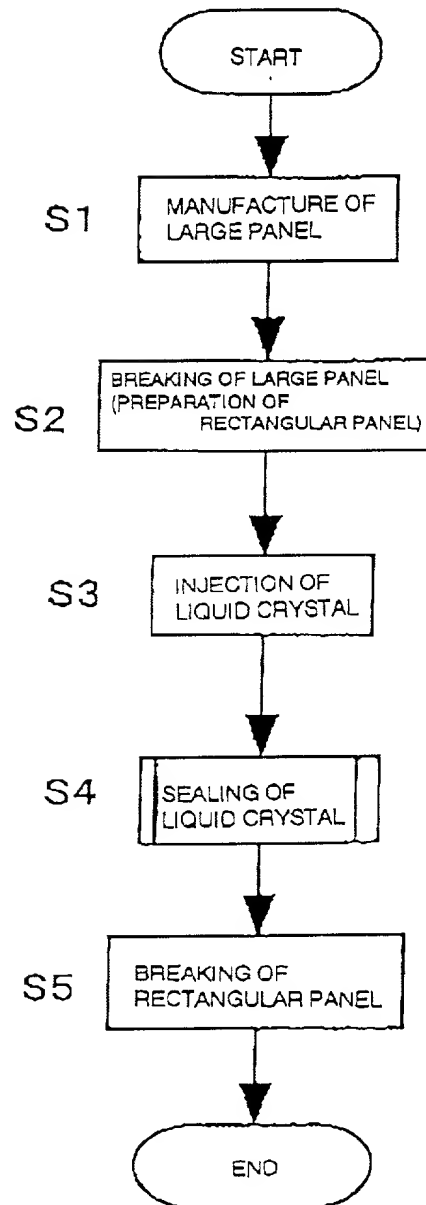 START
S1
MANUFACTURE OF
LARGE PANEL
S2
BREAKING OF LARGE PANEL
(PREPARATION OF
RECTANGULAR PANEL)
S3
INJECTION OF
LIQUID CRYSTAL
S4
SEALING OF
LIQUID CRYSTAL
S5
BREAKING OF
RECTANGULAR PANEL
END